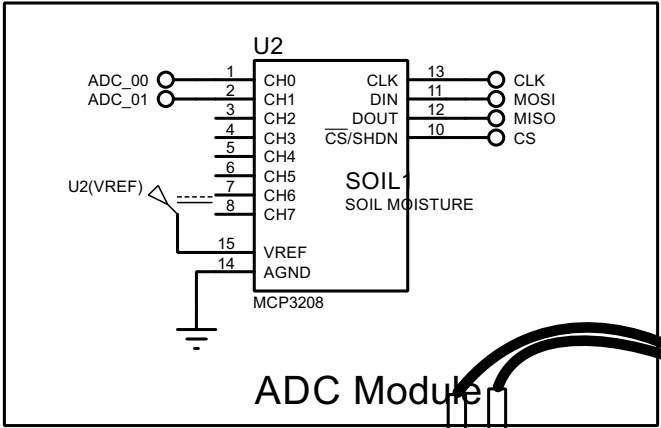 U2
ADC_00 1 CH0 CLK 13 CLK
ADC_01 2 CH1 DIN 11 MOSI
3 CH2 DOUT 12 MISO
4 CH3 CS/SHDN 10 CS
5 CH4
6 CH5
U2(VREF) 7 CH6 SOIL1
8 CH7 SOIL MOISTURE
15 VREF
14 AGND
MCP3208
ADC Module